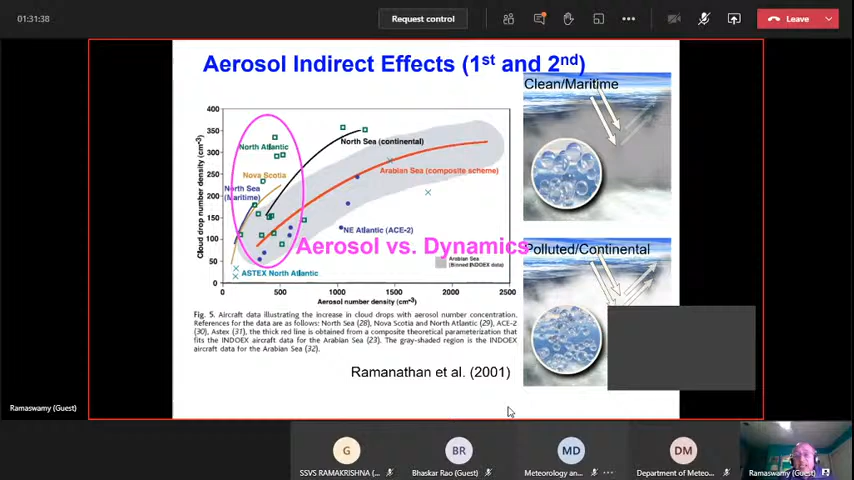 01:31:38
Request control
Leave
Aerosol Indirect Effects (1st and 2nd)
Clean/Maritime
400
350
300
250
200
150
100
50
0
Cloud drop number density (cm-3)
North Sea (continental)
North Atlantic
Arabian Sea (composite scheme)
Nova Scotia
North Sea
(Maritime)
NE Atlantic (ACE-2)
Aerosol vs. Dynamics
Polluted/Continental
Arabian Sea
(Binned INDOEX data)
ASTEX North Atlantic
0
500
1000
1500
2000
2500
Aerosol number density (cm-3)
Fig. 5. Aircraft data illustrating the increase in cloud drops with aerosol number concentration.
References for the data are as follows: North Sea (28), Nova Scotia and North Atlantic (29), ACE-2
(30), Astex (31), the thick red line is obtained from a composite theoretical parameterization that
fits the INDOEX aircraft data for the Arabian Sea (23). The gray-shaded region is the INDOEX
aircraft data for the Arabian Sea (32).
Ramanathan et al. (2001)
Ramaswamy (Guest)
G
BR
MD
DM
SSVS RAMAKRISHNA (...
Bhaskar Rao (Guest)
Meteorology an...
Department of Meteo...
Ramaswamy (Guest)